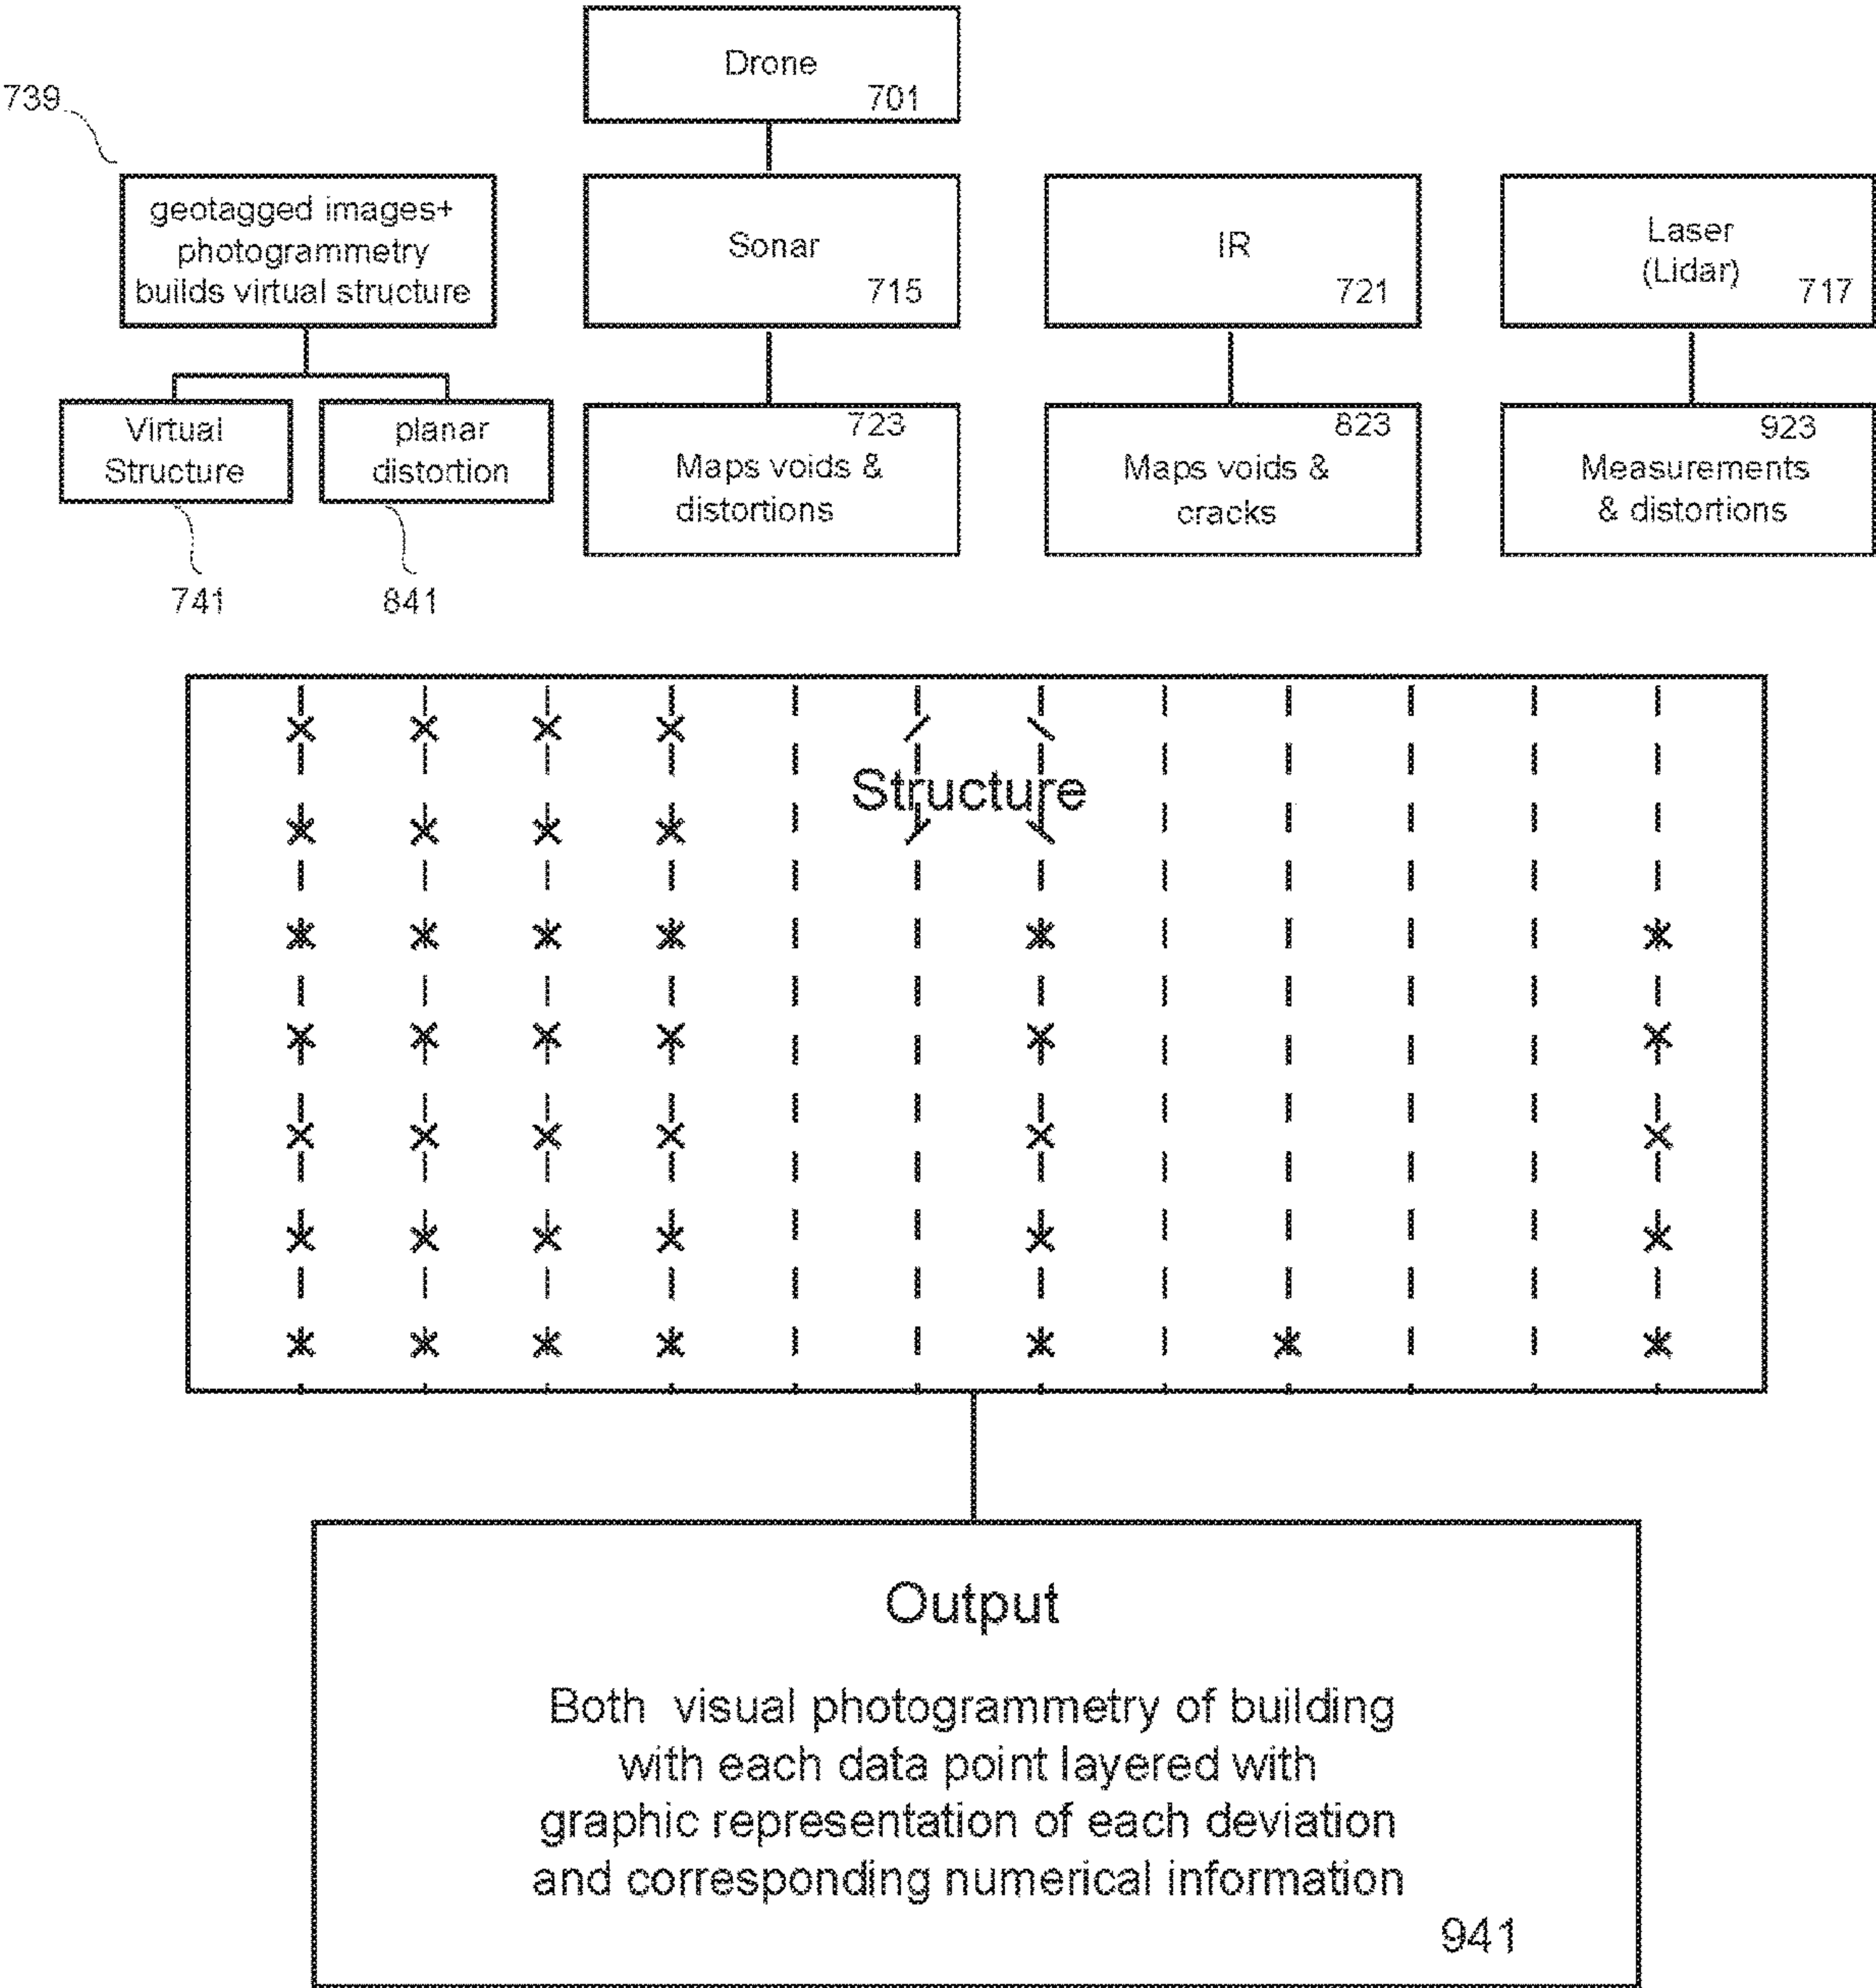 Drone
701
739
geotagged images+
photogrammetry
builds virtual structure
Sonar
715
IR
721
Laser
(Lidar)
717
Virtual
Structure
planar
distortion
723
Maps voids &
distortions
823
Maps voids &
cracks
923
Measurements
& distortions
741
841
Structure
Output
Both visual photogrammetry of building
with each data point layered with
graphic representation of each deviation
and corresponding numerical information
941